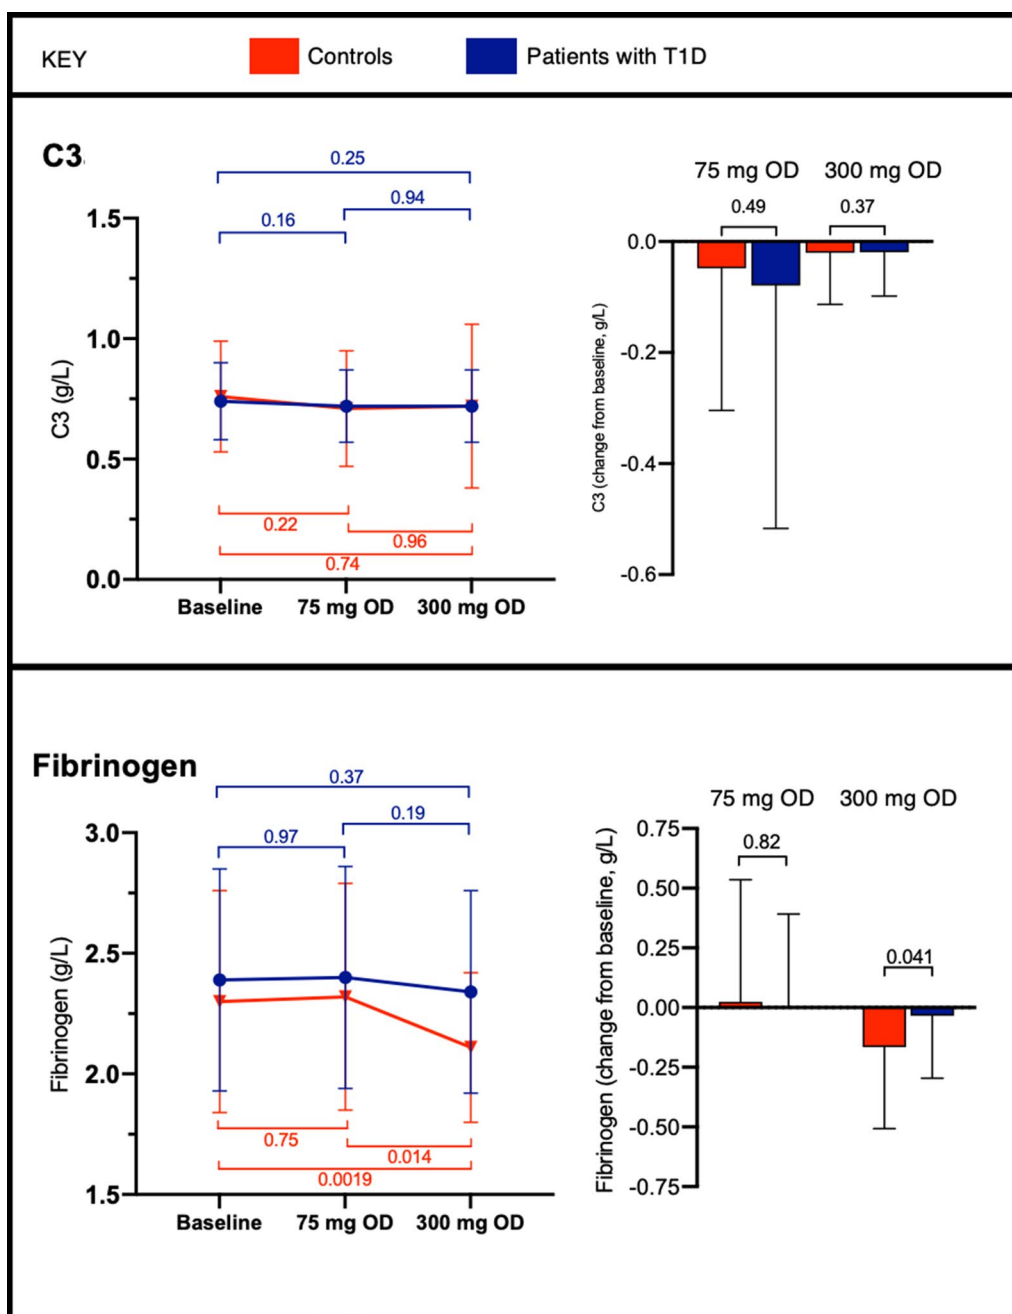 KEY
Controls
Patients with T1D
C3
0.25
0.94
0.16
1.5
1.0
0.5
0.0
C3 (g/L)
0.22
0.96
0.74
Baseline 75 mg OD 300 mg OD
75 mg OD 300 mg OD
0.49 0.37
0.0
-0.2
-0.4
-0.6
C3 (change from baseline, g/L)
Fibrinogen
0.37
0.19
0.97
3.0
2.5
2.0
1.5
Fibrinogen (g/L)
0.75
0.014
0.0019
Baseline 75 mg OD 300 mg OD
75 mg OD 300 mg OD
0.82
0.041
0.75
0.50
0.25
0.00
-0.25
-0.50
-0.75
Fibrinogen (change from baseline, g/L)